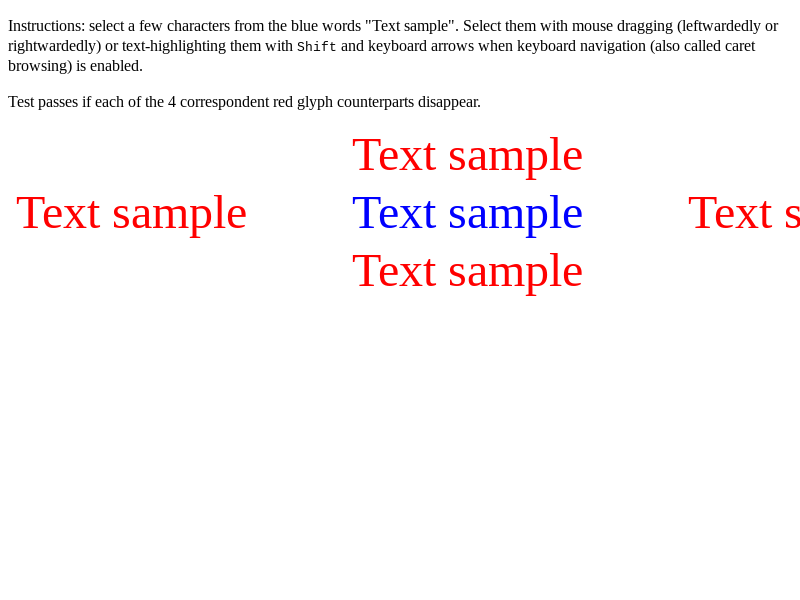 Instructions: select a few characters from the blue words "Text sample". Select them with mouse dragging (leftwardedly or
rightwardedly) or text-highlighting them with Shift and keyboard arrows when keyboard navigation (also called caret
browsing) is enabled.
Test passes if each of the 4 correspondent red glyph counterparts disappear.
Text sample
Text sample Text sample Text s
Text sample